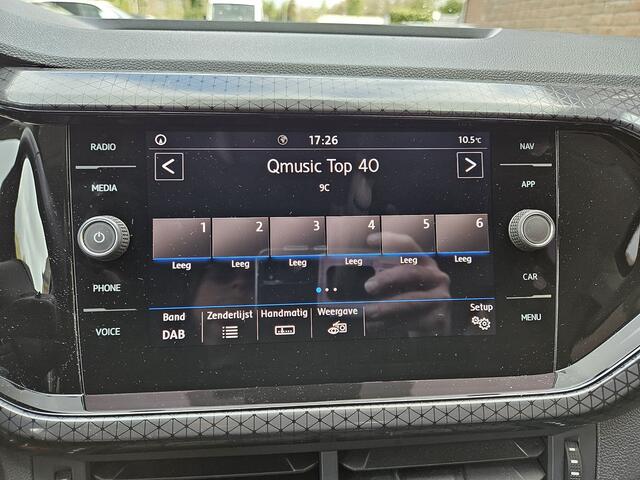 RADIO
MEDIA
PHONE
VOICE
17:26
10.5°C
Qmusic Top 40
9C
1 2 3 4 5 6
Leeg Leeg Leeg Leeg Leeg Leeg
Band Zenderlijst Handmatig Weergave Setup
DAB
NAV
APP
CAR
MENU